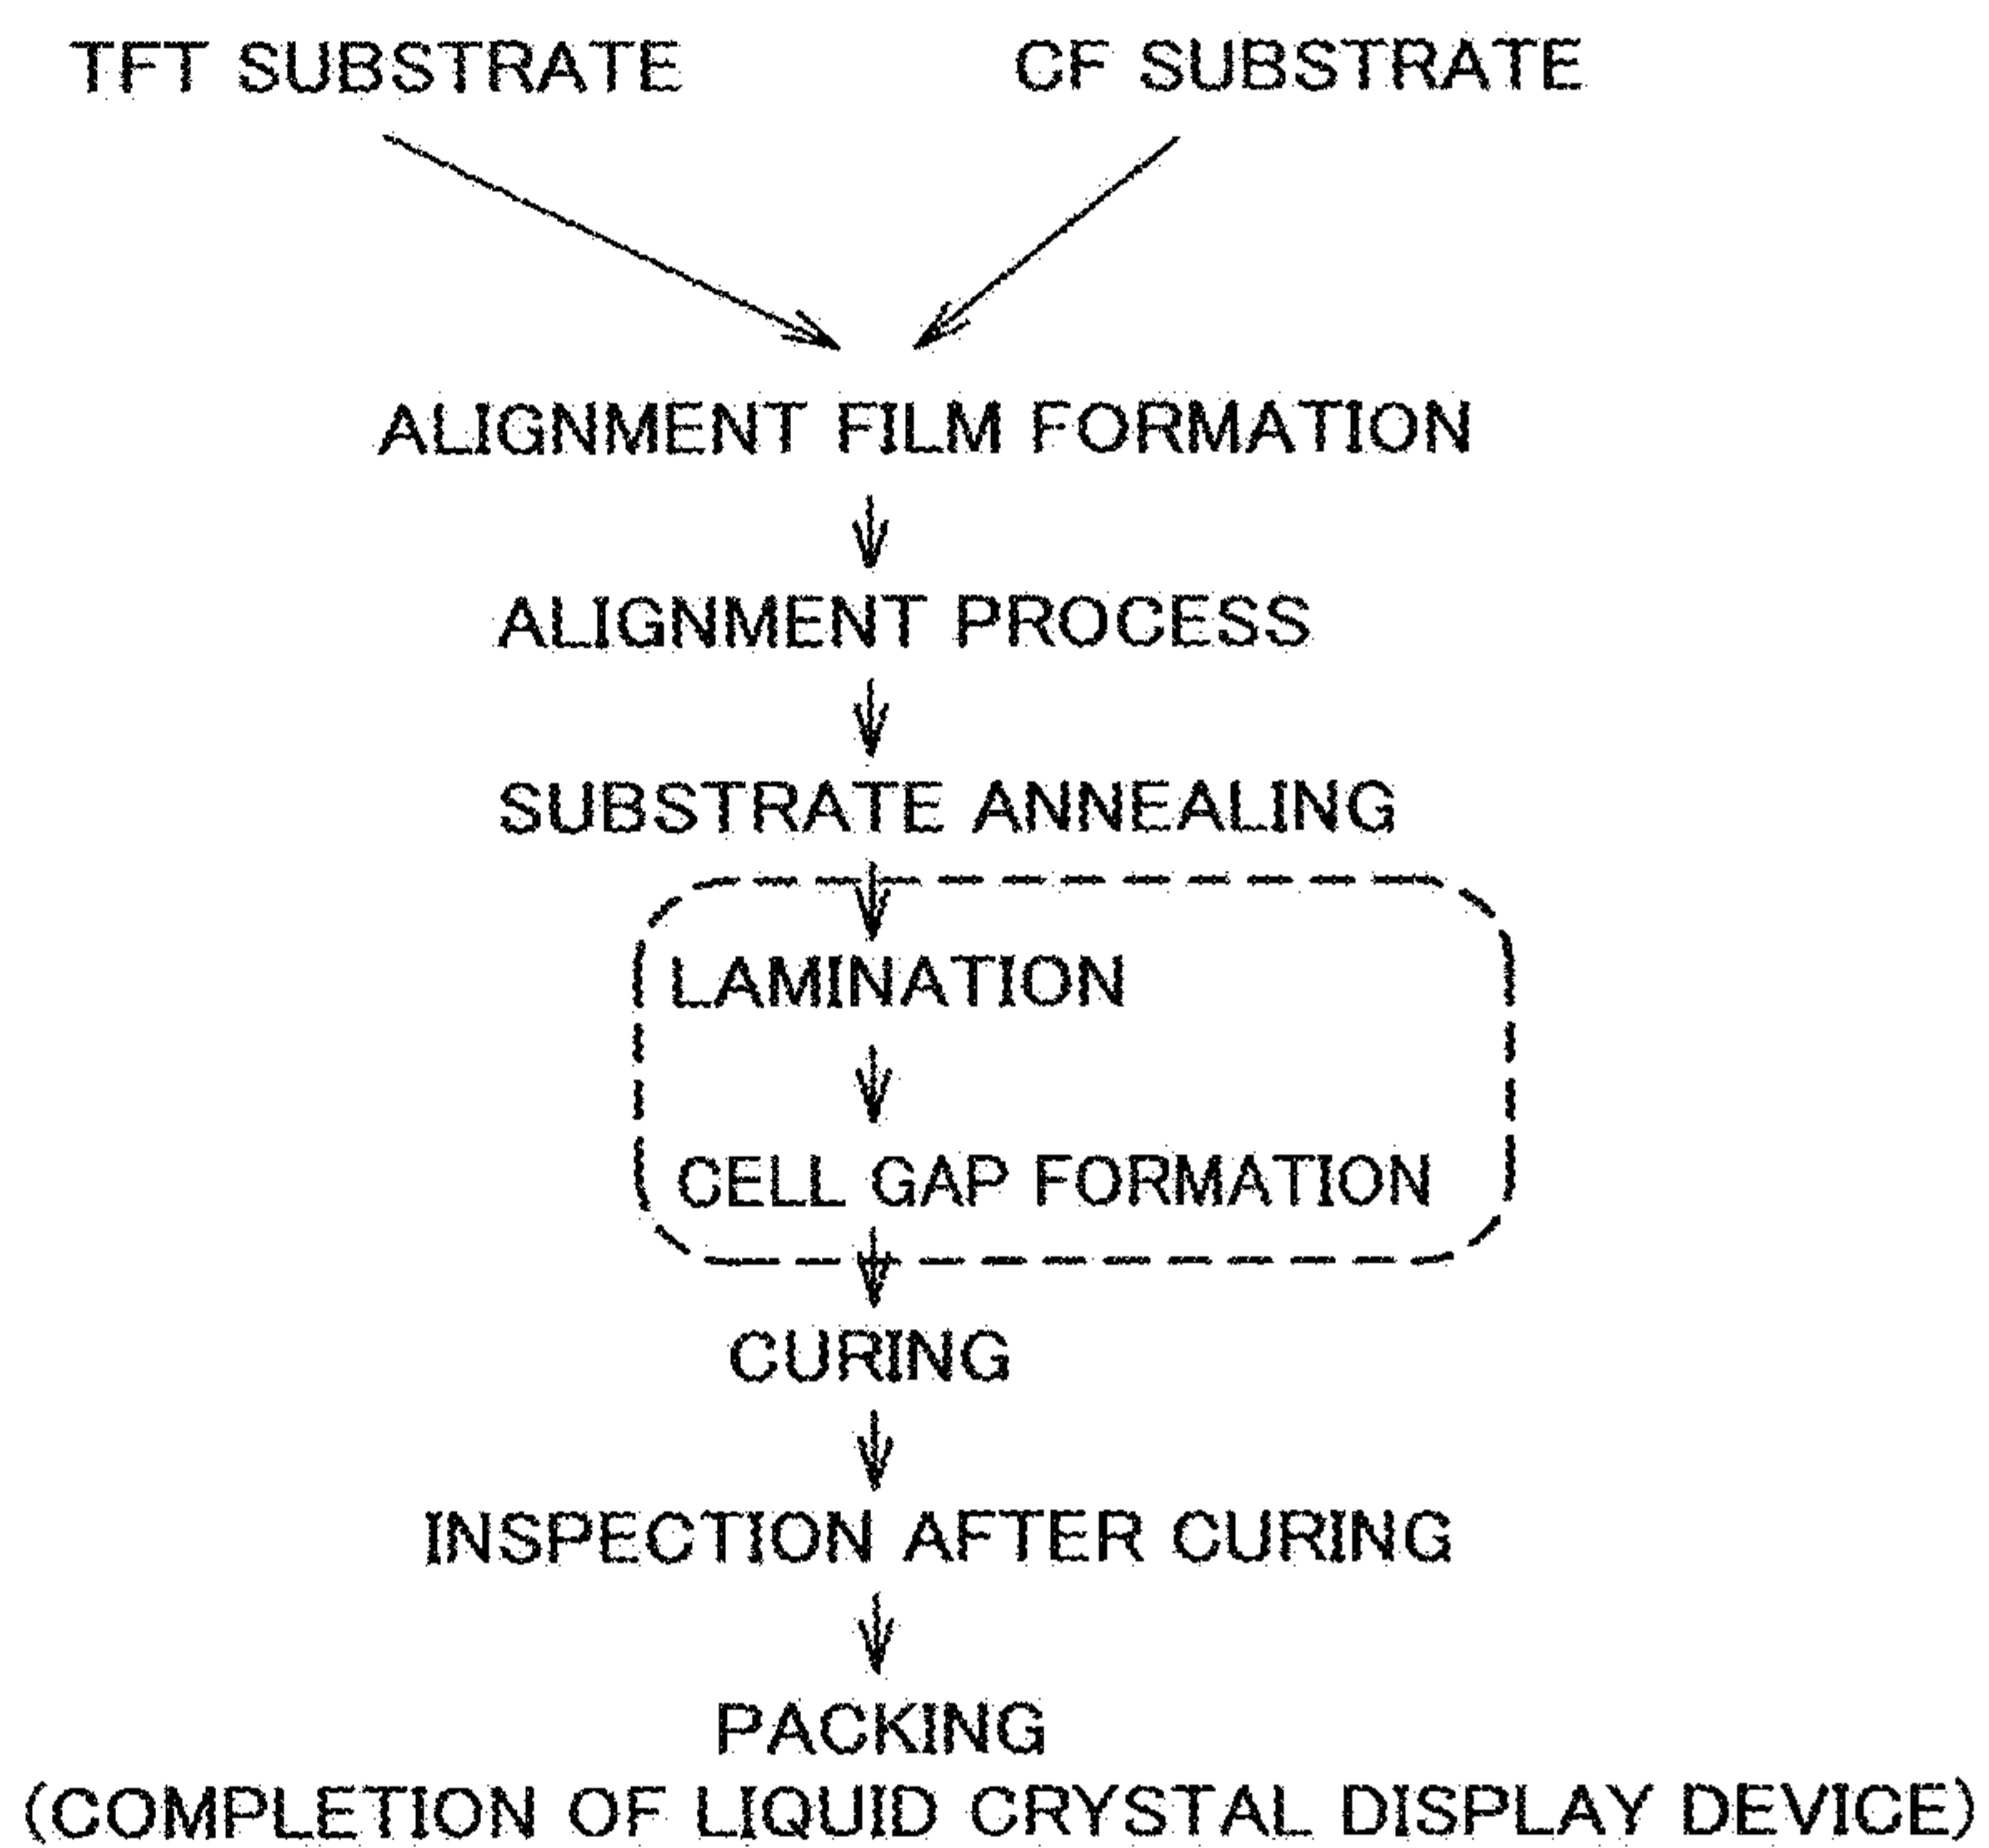 TFT SUBSTRATE CF SUBSTRATE
ALIGNMENT FILM FORMATION
ALIGNMENT PROCESS
SUBSTRATE ANNEALING
LAMINATION
CELL GAP FORMATION
CURING
INSPECTION AFTER CURING
PACKING
(COMPLETION OF LIQUID CRYSTAL DISPLAY DEVICE)